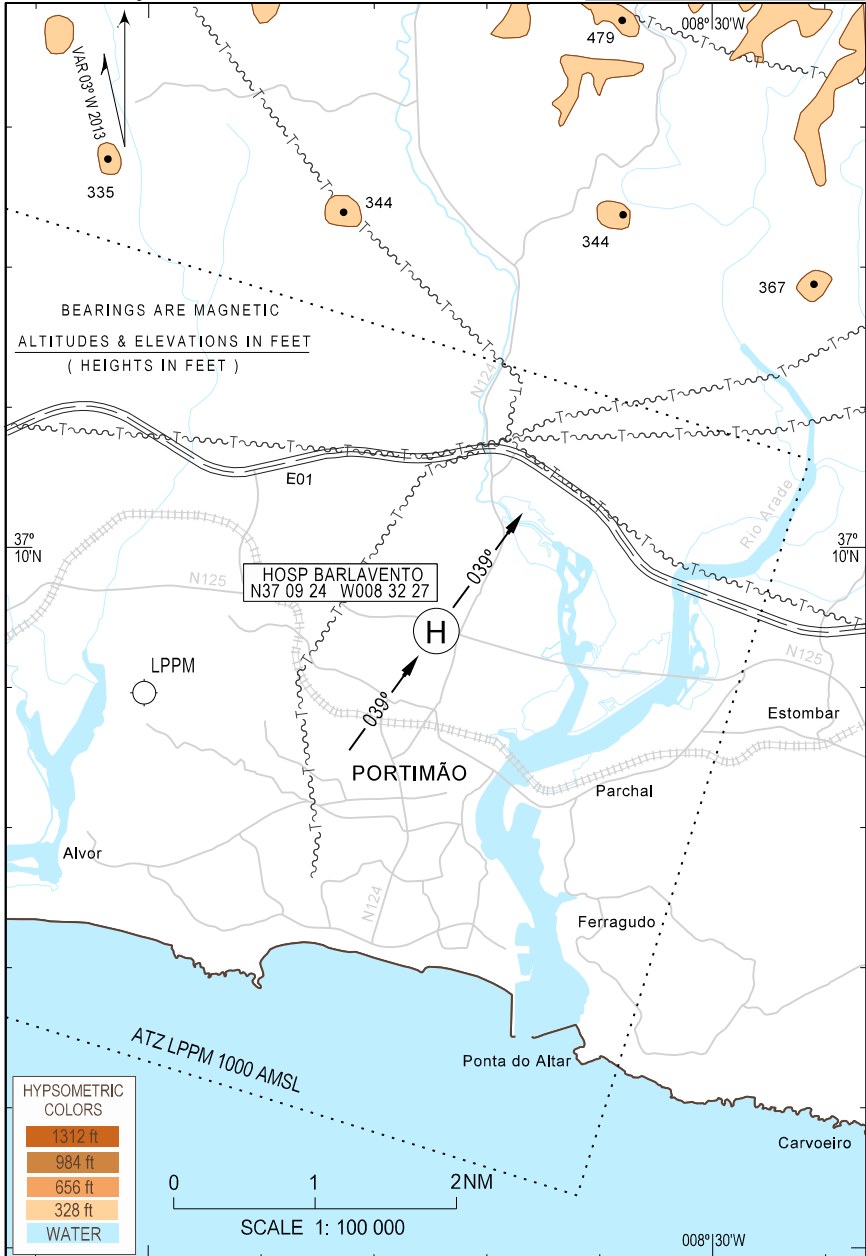 008° 30'W
479
VAR 03° W 2013
335
344
344
367
BEARINGS ARE MAGNETIC
ALTITUDES & ELEVATIONS IN FEET
( HEIGHTS IN FEET )
N124
E01
Rio Arade
37°
10'N
37°
10'N
HOSP BARLAVENTO
N37 09 24 W008 32 27
039°
N125
H
N125
LPPM
039°
Estombar
PORTIMÃO
Parchal
Alvor
N124
Ferragudo
ATZ LPPM 1000 AMSL
Ponta do Altar
HYPSOMETRIC
COLORS
1312 ft
984 ft
656 ft
328 ft
WATER
Carvoeiro
0 1 2NM
SCALE 1: 100 000
008° 30'W